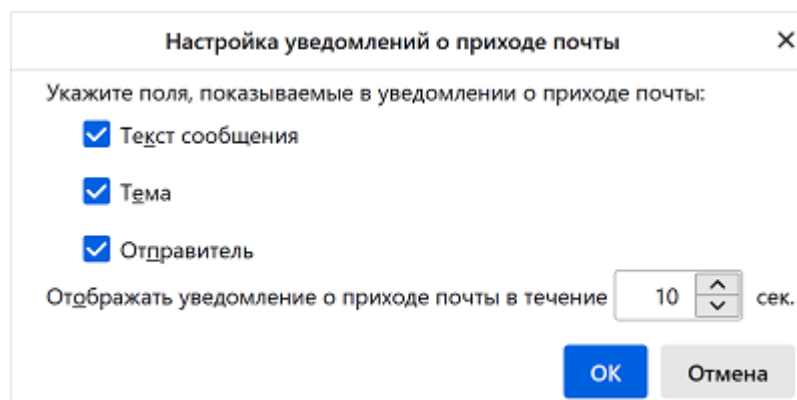 Настройка уведомлений о приходе почты
Укажите поля, показываемые в уведомлении о приходе почты:
Текст сообщения
Тема
Отправитель
Отображать уведомление о приходе почты в течение 10 сек.
ОК Отмена